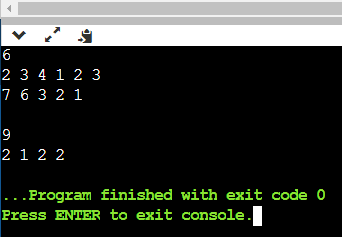 6
2 3 4 1 2 3
7 6 3 2 1
9
2 1 2 2
...Program finished with exit code 0
Press ENTER to exit console.